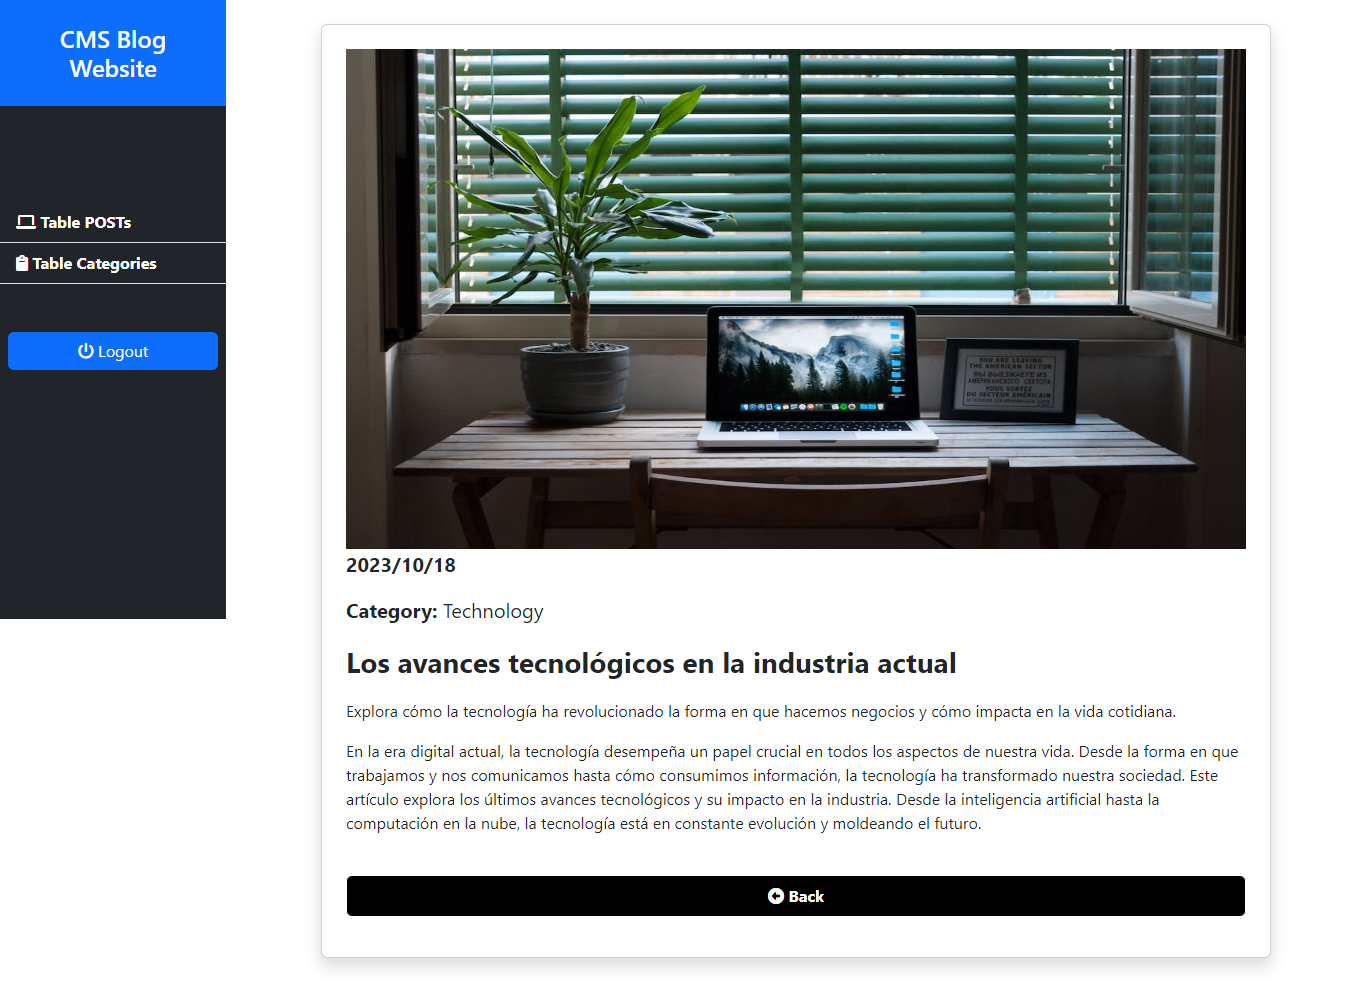 CMS Blog
Website
Table POSTs
Table Categories
Logout
YOU ARE LEAVING
THE AMERICAN SECTOR
ВЫ ВЫЕЗЖАЕТЕ ИЗ
АМЕРИКАНСКОГО СЕКТОРА
VOUS SORTEZ
DU SECTEUR AMÉRICAIN
2023/10/18
Category: Technology
Los avances tecnológicos en la industria actual
Explora cómo la tecnología ha revolucionado la forma en que hacemos negocios y cómo impacta en la vida cotidiana.
En la era digital actual, la tecnología desempeña un papel crucial en todos los aspectos de nuestra vida. Desde la forma en que
trabajamos y nos comunicamos hasta cómo consumimos información, la tecnología ha transformado nuestra sociedad. Este
artículo explora los últimos avances tecnológicos y su impacto en la industria. Desde la inteligencia artificial hasta la
computación en la nube, la tecnología está en constante evolución y moldeando el futuro.
Back